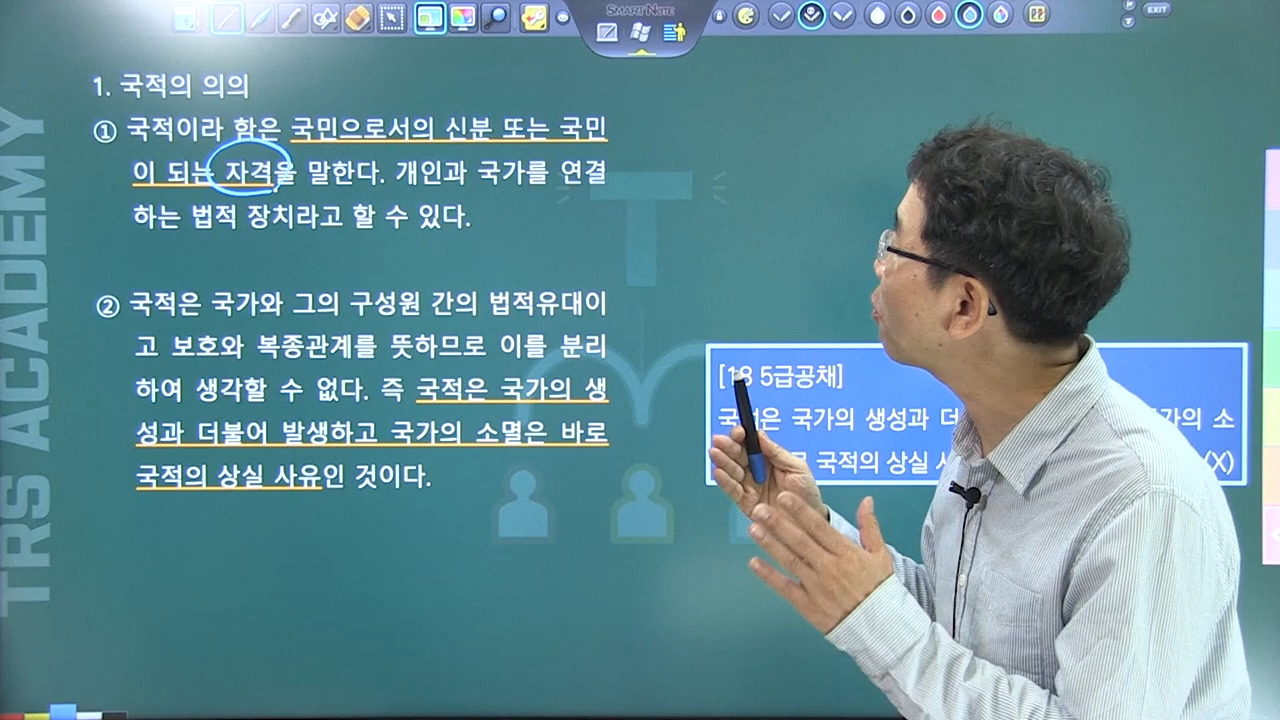 SMART NOTE
EXIT
TRS ACADEMY
1. 국적의 의의
① 국적이라 함은 국민으로서의 신분 또는 국민
이 되는 자격을 말한다. 개인과 국가를 연결
하는 법적 장치라고 할 수 있다.
② 국적은 국가와 그의 구성원 간의 법적유대이
고 보호와 복종관계를 뜻하므로 이를 분리
하여 생각할 수 없다. 즉 국적은 국가의 생
성과 더불어 발생하고 국가의 소멸은 바로
국적의 상실 사유인 것이다.
[18 5급공채]
국적은 국가의 생성과 소
국적의 상실 (X)